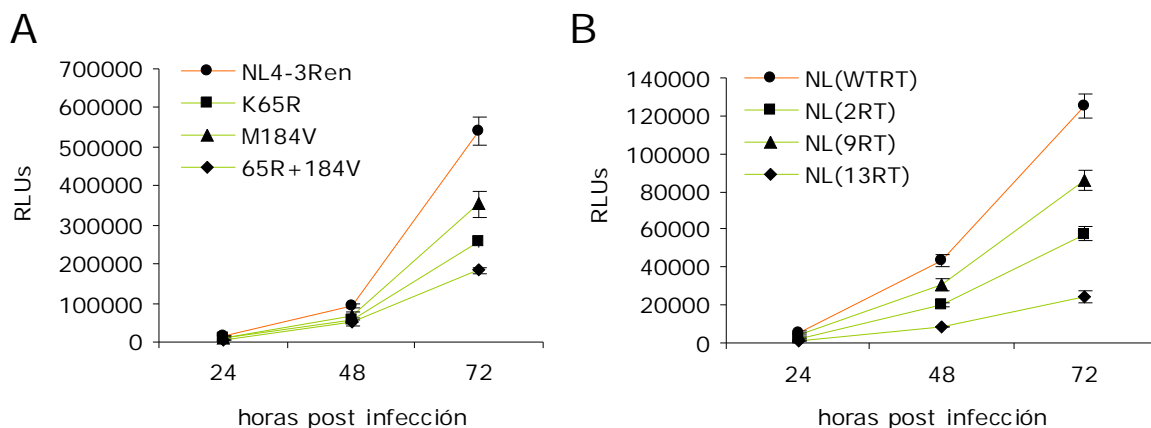 A
700000
600000
500000
400000
300000
200000
100000
0
RLUs
NL4-3Ren
K65R
M184V
65R+184V
24 48 72
horas post infección
B
140000
120000
100000
80000
60000
40000
20000
0
RLUs
NL(WTRT)
NL(2RT)
NL(9RT)
NL(13RT)
24 48 72
horas post infección